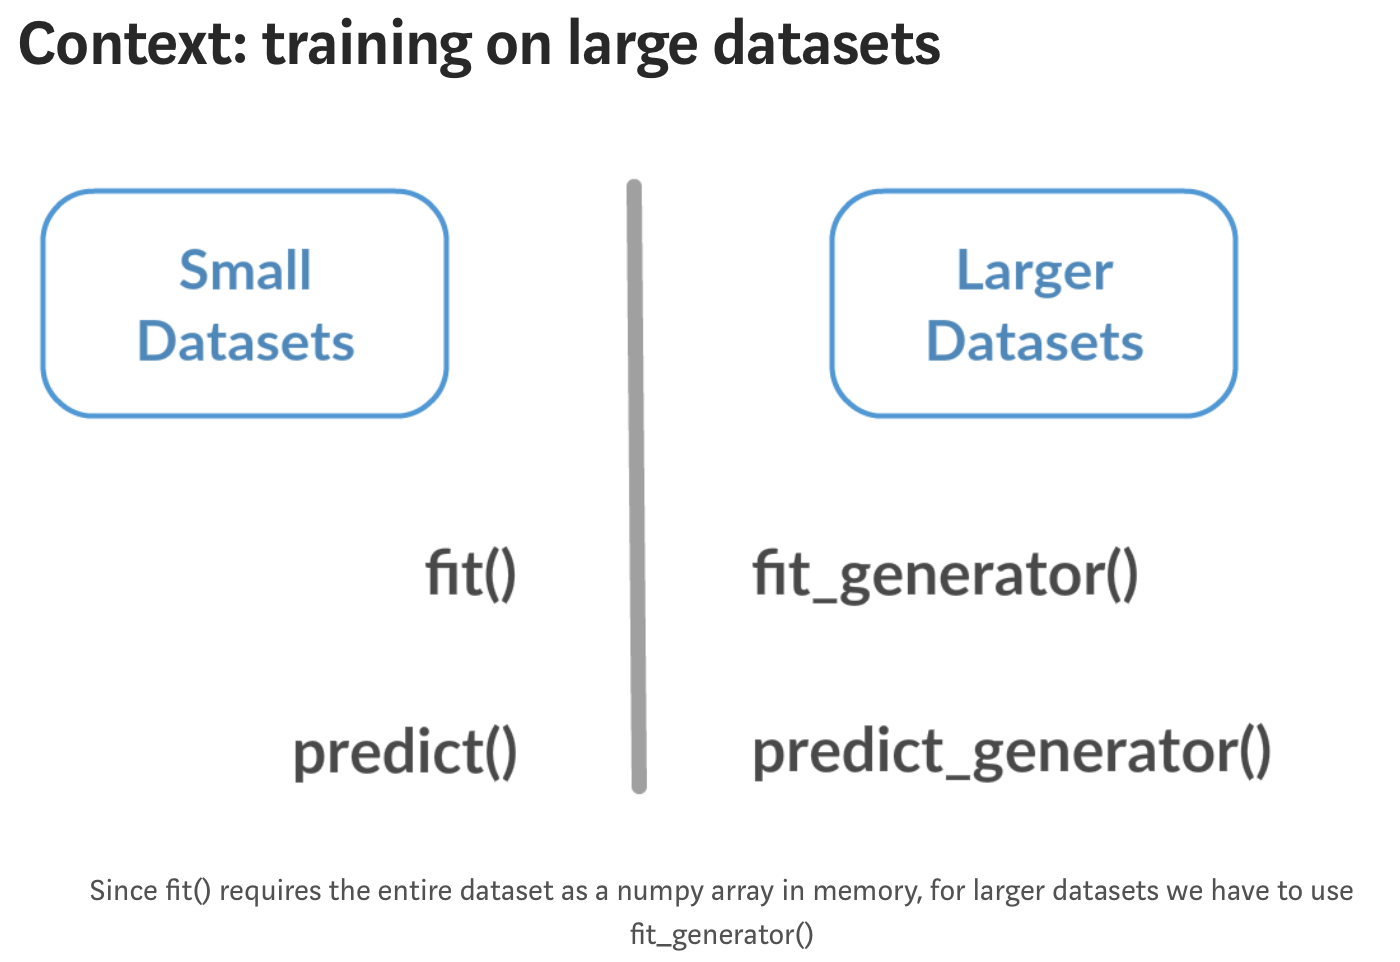 Context: training on large datasets
Small
Datasets
Larger
Datasets
fit()
fit_generator()
predict()
predict_generator()
Since fit() requires the entire dataset as a numpy array in memory, for larger datasets we have to use
fit_generator()